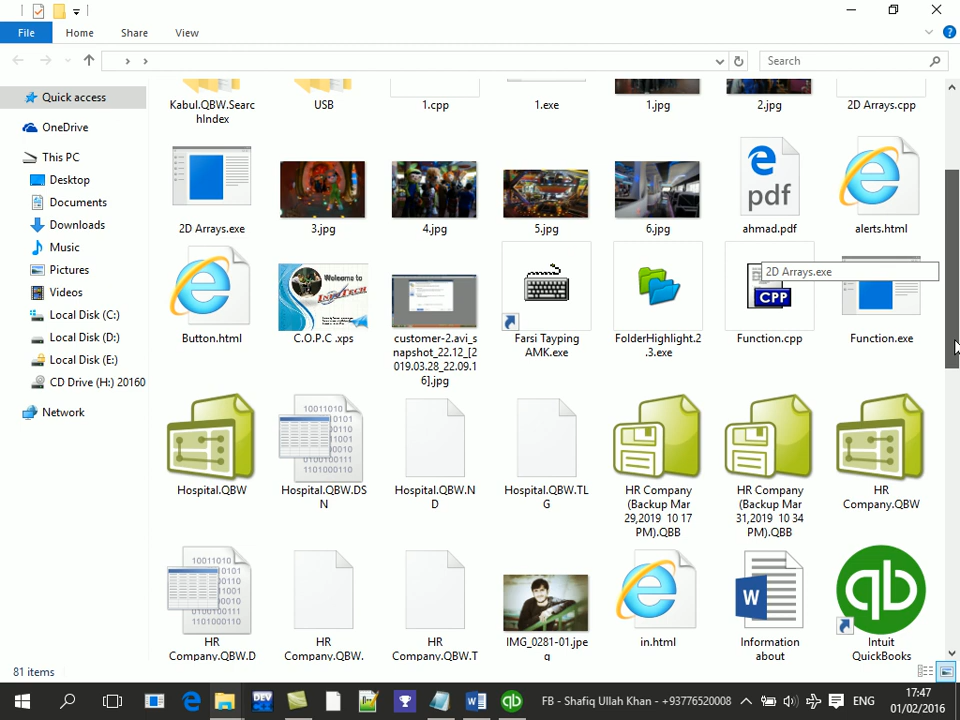 File Home Share View
Search
Quick access
OneDrive
This PC
Desktop
Documents
Downloads
Music
Pictures
Videos
Local Disk (C:)
Local Disk (D:)
Local Disk (E:)
CD Drive (H:) 20160
Network
Kabul.QBW.Searc
hIndex
USB
1.cpp
1.exe
1.jpg
2.jpg
2D Arrays.cpp
2D Arrays.exe
3.jpg
4.jpg
5.jpg
6.jpg
pdf
ahmad.pdf
alerts.html
Button.html
Welcome to
C.O.P.C .xps
customer-2.avi_s
napshot_22.12_[2
019.03.28_22.09.1
6].jpg
Farsi Tayping
AMK.exe
FolderHighlight.2
.3.exe
CPP
Function.cpp
2D Arrays.exe
Function.exe
Hospital.QBW
Hospital.QBW.DS
N
Hospital.QBW.N
D
Hospital.QBW.TL
G
HR Company
(Backup Mar
29,2019 10 17
PM).QBB
HR Company
(Backup Mar
31,2019 10 34
PM).QBB
HR
Company.QBW
HR
Company.QBW.D
HR
Company.QBW.
HR
Company.QBW.T
IMG_0281-01.jpe
g
in.html
W
Information
about
qb
Intuit
QuickBooks
81 items
FB - Shafiq Ullah Khan - +93776520008
ENG
17:47
01/02/2016